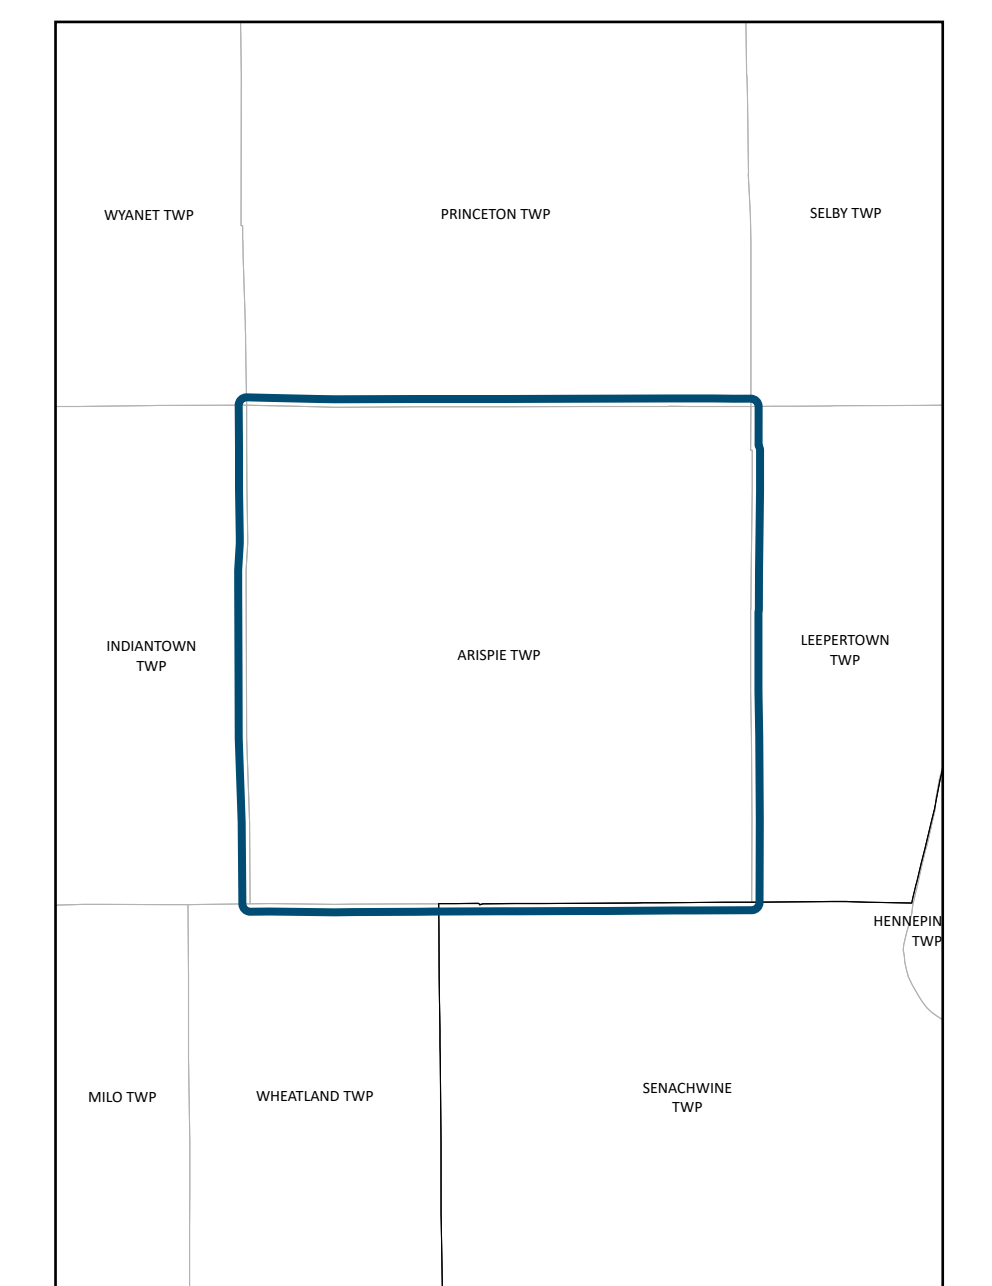 WYANET TWP
PRINCETON TWP
SELBY TWP
INDIANTOWN
TWP
ARISPIE TWP
LEEPERTOWN
TWP
HENNEPIN
TWP
MILO TWP
WHEATLAND TWP
SENACHWINE
TWP